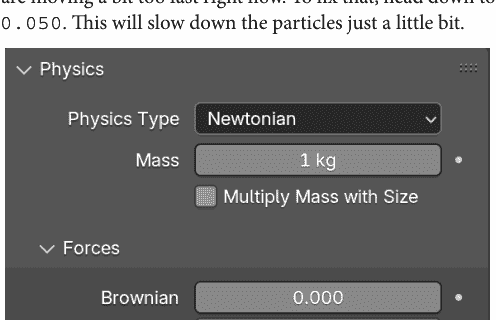 are moving a bit too fast right now. To fix that, head down to
0.050. This will slow down the particles just a little bit.
Physics
Physics Type Newtonian
Mass 1 kg
Multiply Mass with Size
Forces
Brownian 0.000